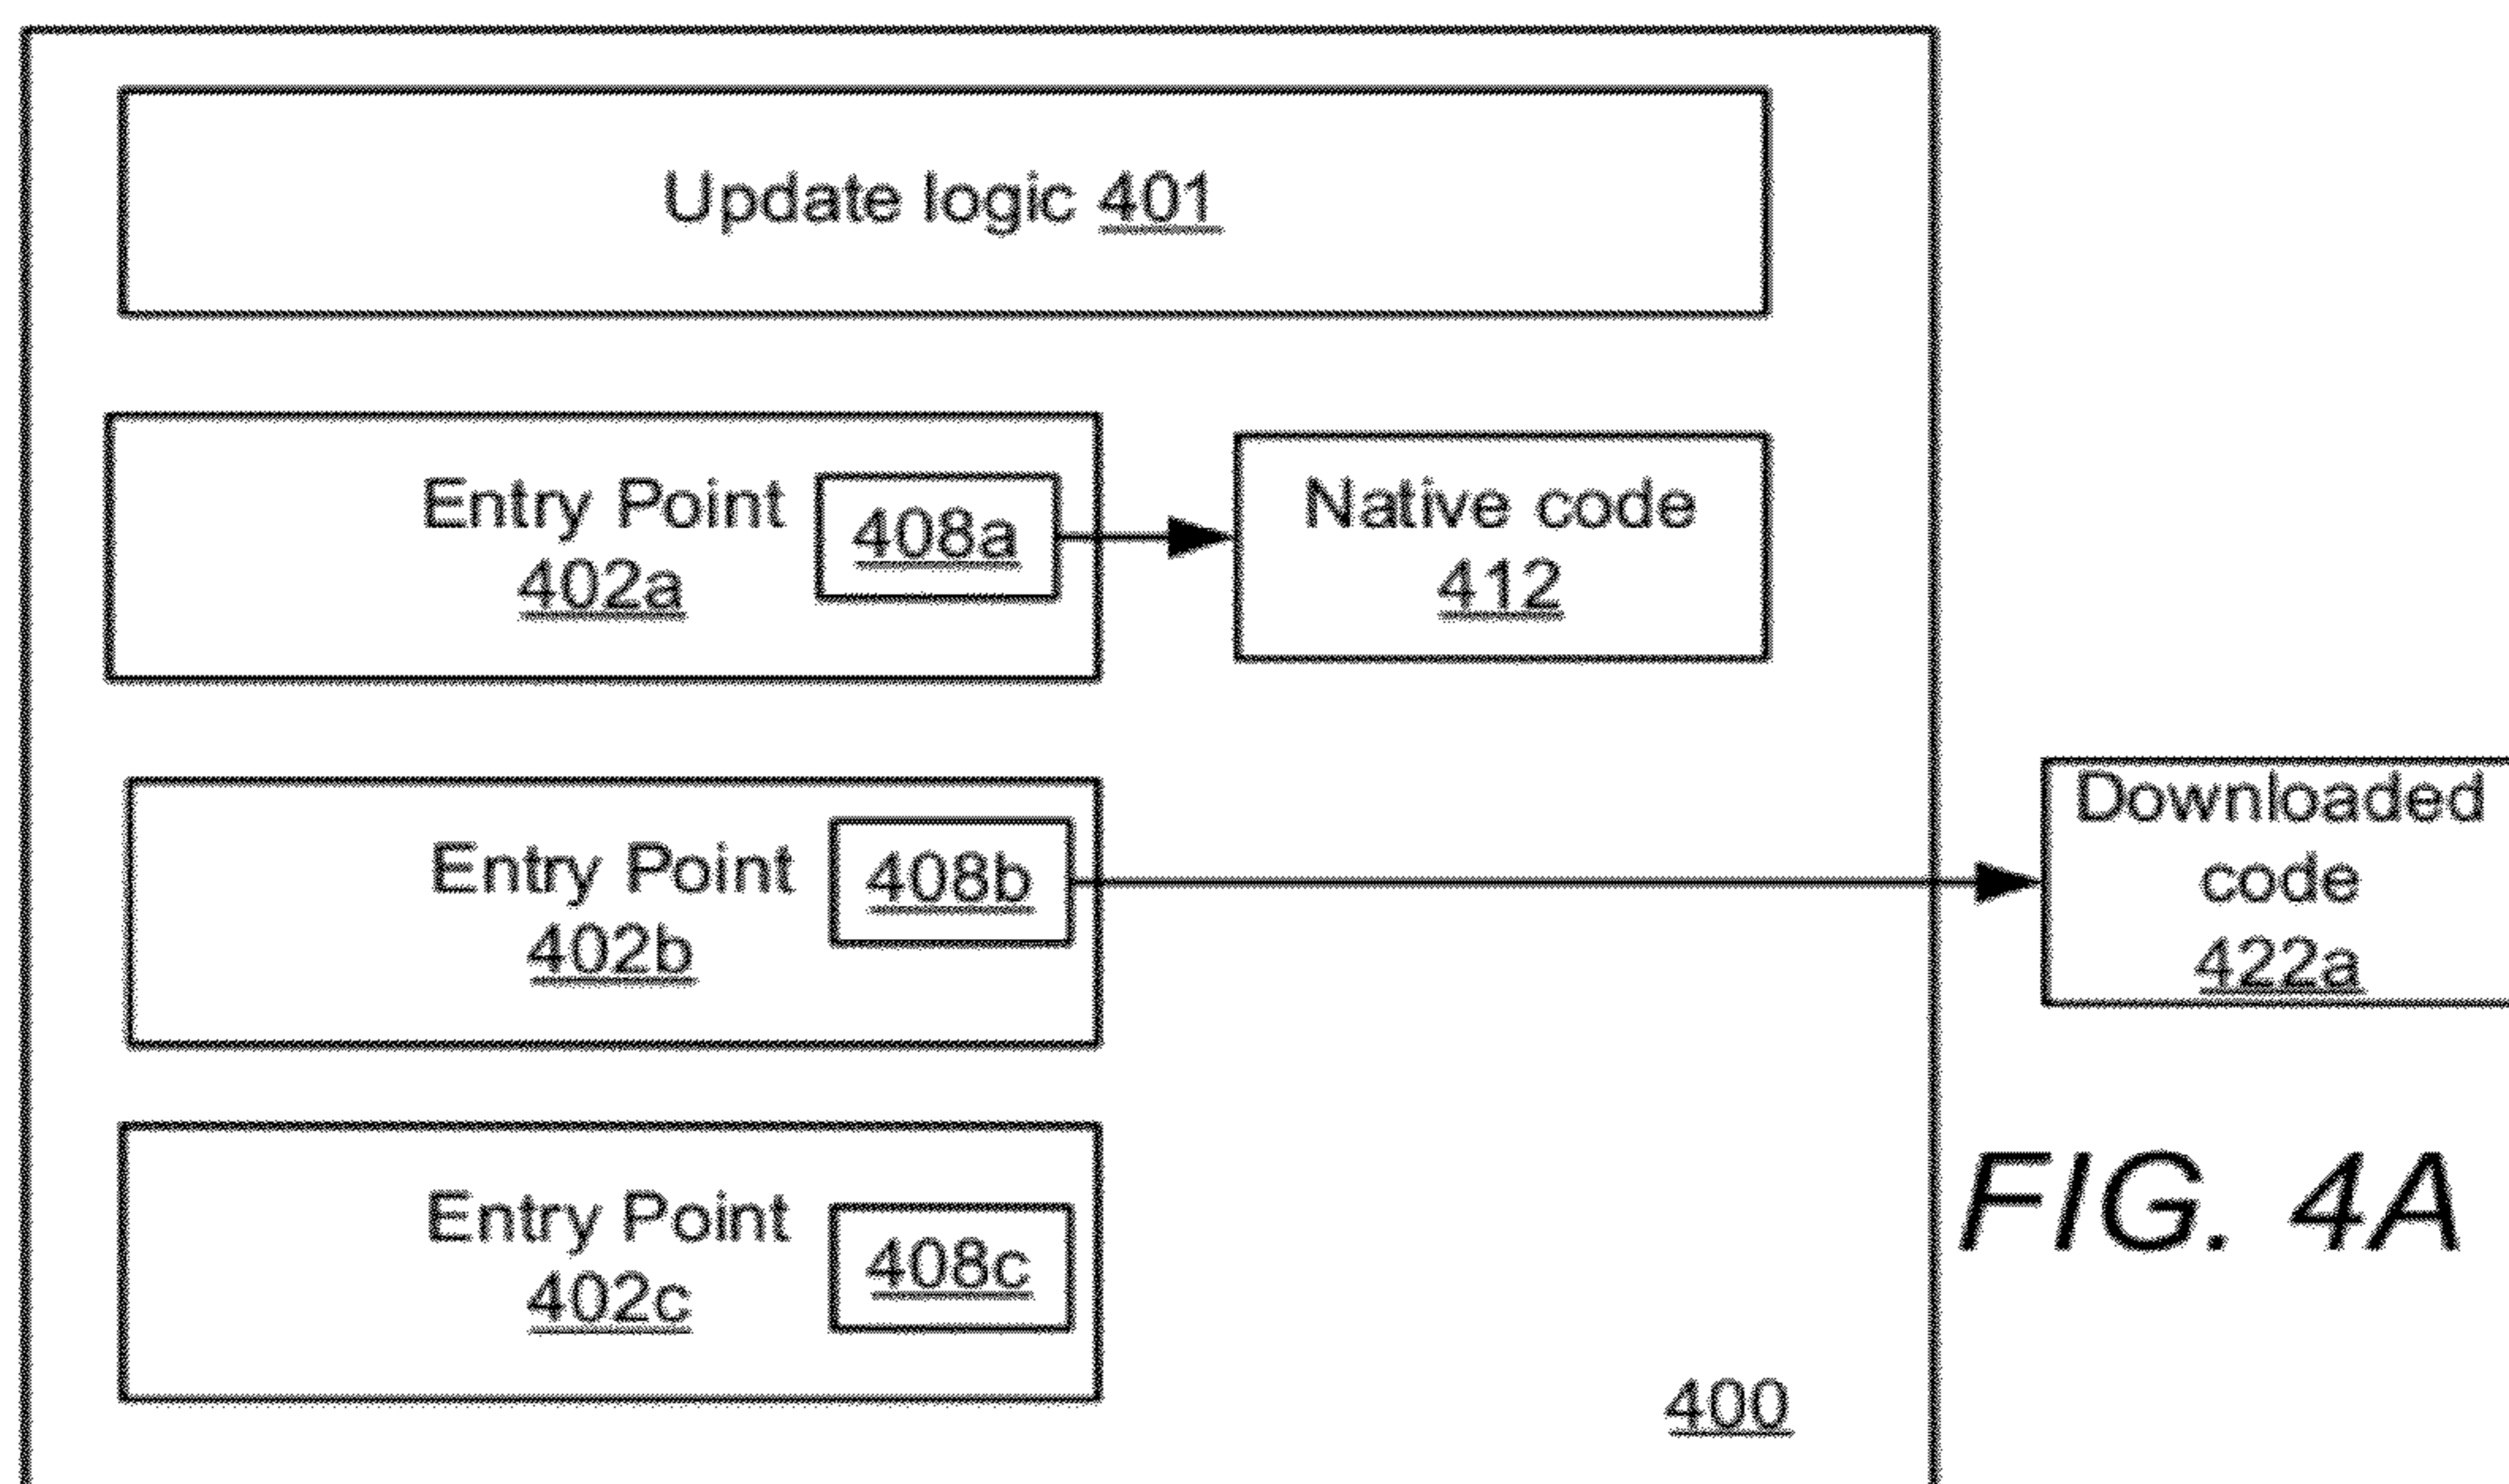 Update logic 401
Entry Point
402a
408a
Native code
412
Entry Point
402b
408b
Downloaded
code
422a
Entry Point
402c
408c
FIG. 4A
400